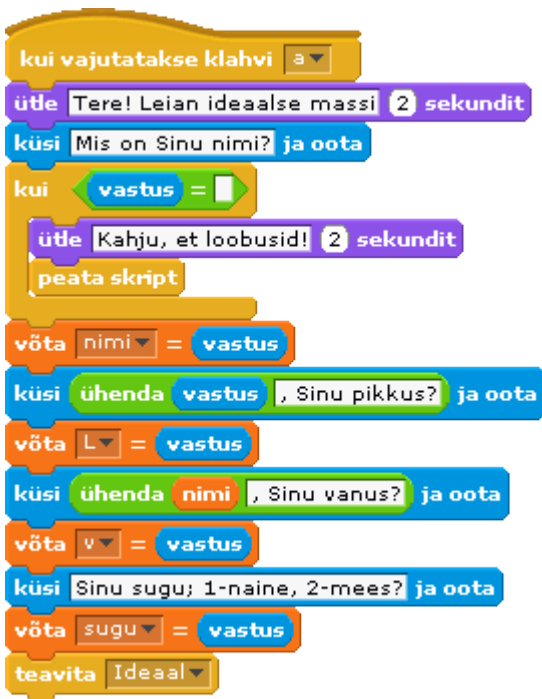 kui vajutatakse klahvi a
ütle Tere! Leian ideaalse massi 2 sekundit
küsi Mis on Sinu nimi? ja oota
kui vastus =
ütle Kahju, et loobusid! 2 sekundit
peata skript
võta nimi = vastus
küsi ühenda vastus , Sinu pikkus? ja oota
võta L = vastus
küsi ühenda nimi , Sinu vanus? ja oota
võta v = vastus
küsi Sinu sugu; 1-naine, 2-mees? ja oota
võta sugu = vastus
teavita Ideaal